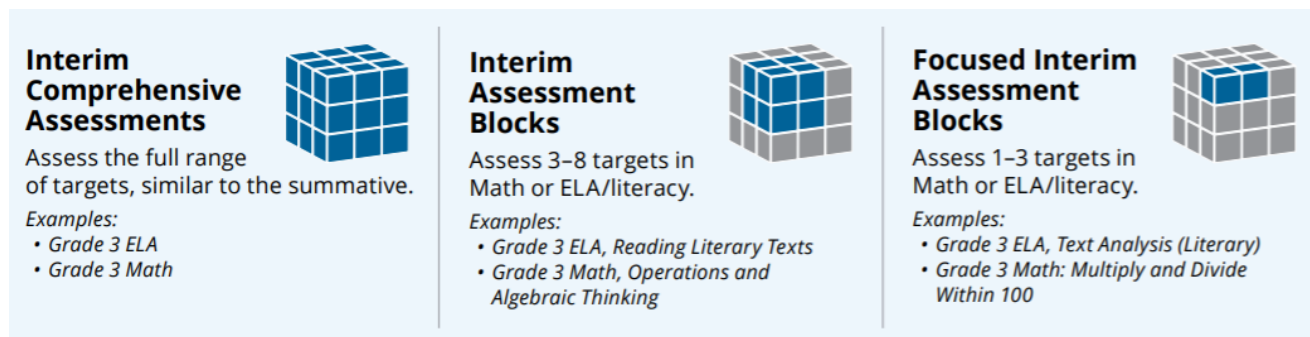 Interim
Comprehensive
Assessments
Assess the full range
of targets, similar to the summative.
Examples:
• Grade 3 ELA
• Grade 3 Math
Interim
Assessment
Blocks
Assess 3–8 targets in
Math or ELA/literacy.
Examples:
• Grade 3 ELA, Reading Literary Texts
• Grade 3 Math, Operations and
Algebraic Thinking
Focused Interim
Assessment
Blocks
Assess 1–3 targets in
Math or ELA/literacy.
Examples:
• Grade 3 ELA, Text Analysis (Literary)
• Grade 3 Math: Multiply and Divide
Within 100